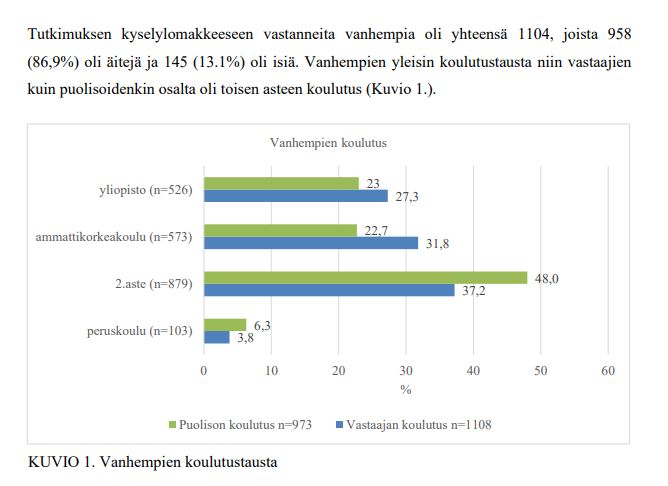 Tutkimuksen kyselylomakkeeseen vastanneita vanhempia oli yhteensä 1104, joista 958
(86,9%) oli äitejä ja 145 (13.1%) oli isiä. Vanhempien yleisin koulutustausta niin vastaajien
kuin puolisoidenkin osalta oli toisen asteen koulutus (Kuvio 1.).
Vanhempien koulutus
yliopisto (n=526)
23
27,3
ammattikorkeakoulu (n=573)
22,7
31,8
2.aste (n=879)
48,0
37,2
peruskoulu (n=103)
6,3
3,8
0 10 20 30 40 50 60
%
Puolison koulutus n=973 Vastaajan koulutus n=1108
KUVIO 1. Vanhempien koulutustausta